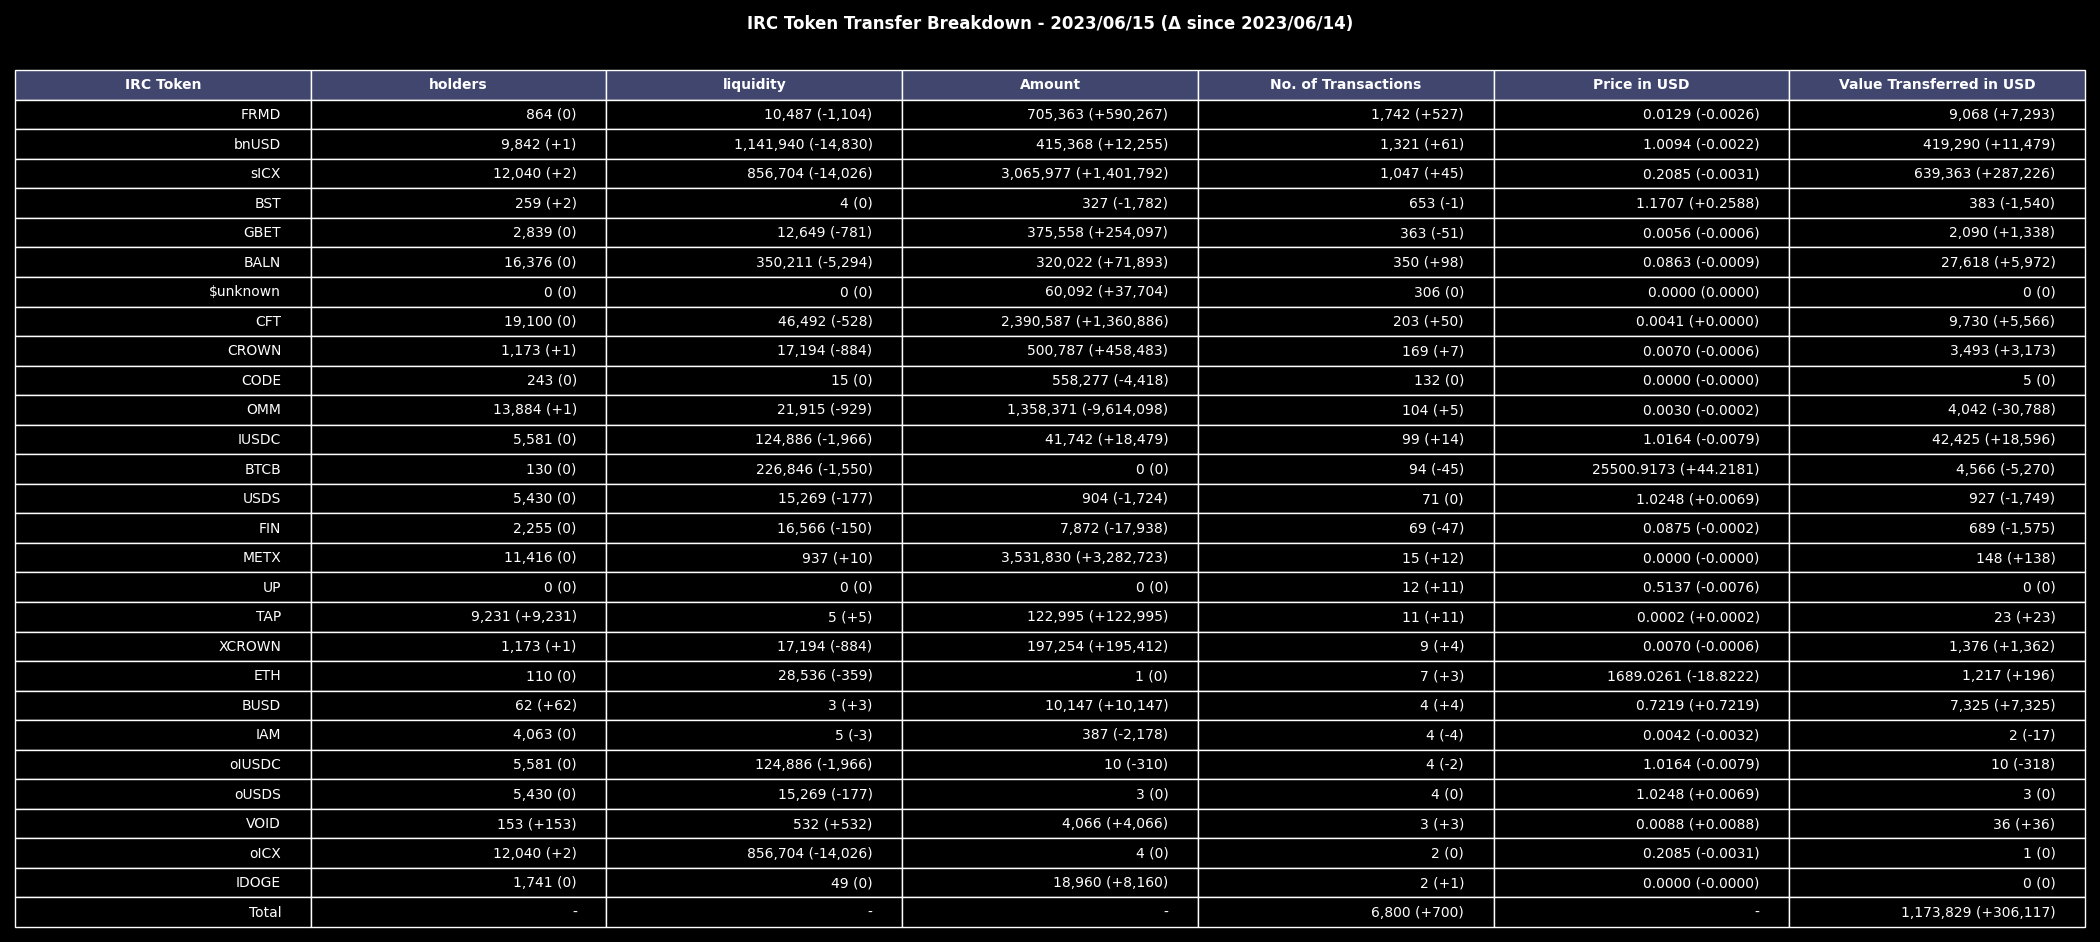 IRC Token Transfer Breakdown - 2023/06/15 (Δ since 2023/06/14)
IRC Token holders liquidity Amount No. of Transactions Price in USD Value Transferred in USD
FRMD 864 (0) 10,487 (-1,104) 705,363 (+590,267) 1,742 (+527) 0.0129 (-0.0026) 9,068 (+7,293)
bnUSD 9,842 (+1) 1,141,940 (-14,830) 415,368 (+12,255) 1,321 (+61) 1.0094 (-0.0022) 419,290 (+11,479)
sICX 12,040 (+2) 856,704 (-14,026) 3,065,977 (+1,401,792) 1,047 (+45) 0.2085 (-0.0031) 639,363 (+287,226)
BST 259 (+2) 4 (0) 327 (-1,782) 653 (-1) 1.1707 (+0.2588) 383 (-1,540)
GBET 2,839 (0) 12,649 (-781) 375,558 (+254,097) 363 (-51) 0.0056 (-0.0006) 2,090 (+1,338)
BALN 16,376 (0) 350,211 (-5,294) 320,022 (+71,893) 350 (+98) 0.0863 (-0.0009) 27,618 (+5,972)
$unknown 0 (0) 0 (0) 60,092 (+37,704) 306 (0) 0.0000 (0.0000) 0 (0)
CFT 19,100 (0) 46,492 (-528) 2,390,587 (+1,360,886) 203 (+50) 0.0041 (+0.0000) 9,730 (+5,566)
CROWN 1,173 (+1) 17,194 (-884) 500,787 (+458,483) 169 (+7) 0.0070 (-0.0006) 3,493 (+3,173)
CODE 243 (0) 15 (0) 558,277 (-4,418) 132 (0) 0.0000 (-0.0000) 5 (0)
OMM 13,884 (+1) 21,915 (-929) 1,358,371 (-9,614,098) 104 (+5) 0.0030 (-0.0002) 4,042 (-30,788)
IUSDC 5,581 (0) 124,886 (-1,966) 41,742 (+18,479) 99 (+14) 1.0164 (-0.0079) 42,425 (+18,596)
BTCB 130 (0) 226,846 (-1,550) 0 (0) 94 (-45) 25500.9173 (+44.2181) 4,566 (-5,270)
USDS 5,430 (0) 15,269 (-177) 904 (-1,724) 71 (0) 1.0248 (+0.0069) 927 (-1,749)
FIN 2,255 (0) 16,566 (-150) 7,872 (-17,938) 69 (-47) 0.0875 (-0.0002) 689 (-1,575)
METX 11,416 (0) 937 (+10) 3,531,830 (+3,282,723) 15 (+12) 0.0000 (-0.0000) 148 (+138)
UP 0 (0) 0 (0) 0 (0) 12 (+11) 0.5137 (-0.0076) 0 (0)
TAP 9,231 (+9,231) 5 (+5) 122,995 (+122,995) 11 (+11) 0.0002 (+0.0002) 23 (+23)
XCROWN 1,173 (+1) 17,194 (-884) 197,254 (+195,412) 9 (+4) 0.0070 (-0.0006) 1,376 (+1,362)
ETH 110 (0) 28,536 (-359) 1 (0) 7 (+3) 1689.0261 (-18.8222) 1,217 (+196)
BUSD 62 (+62) 3 (+3) 10,147 (+10,147) 4 (+4) 0.7219 (+0.7219) 7,325 (+7,325)
IAM 4,063 (0) 5 (-3) 387 (-2,178) 4 (-4) 0.0042 (-0.0032) 2 (-17)
oIUSDC 5,581 (0) 124,886 (-1,966) 10 (-310) 4 (-2) 1.0164 (-0.0079) 10 (-318)
oUSDS 5,430 (0) 15,269 (-177) 3 (0) 4 (0) 1.0248 (+0.0069) 3 (0)
VOID 153 (+153) 532 (+532) 4,066 (+4,066) 3 (+3) 0.0088 (+0.0088) 36 (+36)
oICX 12,040 (+2) 856,704 (-14,026) 4 (0) 2 (0) 0.2085 (-0.0031) 1 (0)
IDOGE 1,741 (0) 49 (0) 18,960 (+8,160) 2 (+1) 0.0000 (-0.0000) 0 (0)
Total - - - 6,800 (+700) - 1,173,829 (+306,117)